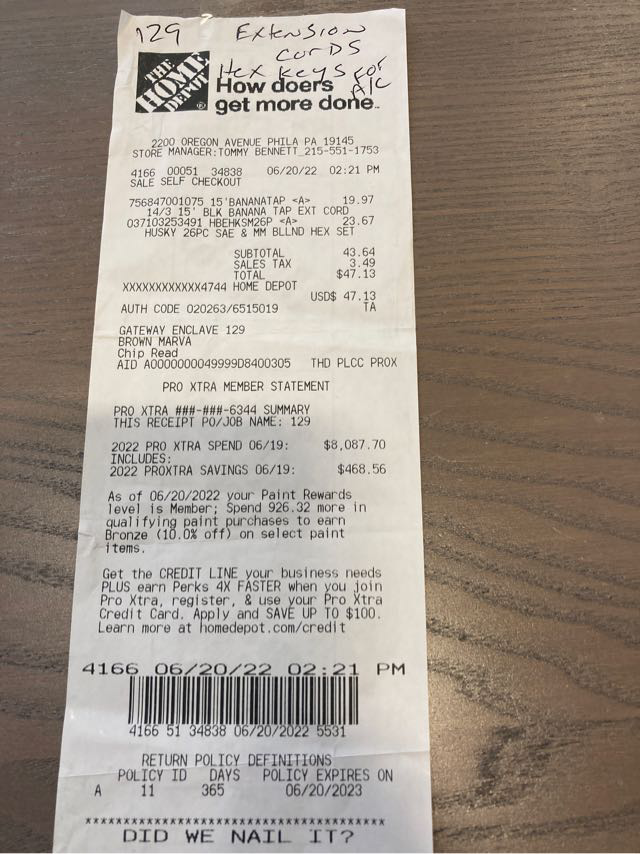 129 Extension
Cords
Hex Keys for
A/C
THE
HOME
DEPOT
How doers
get more done™
2200 OREGON AVENUE PHILA PA 19145
STORE MANAGER:TOMMY BENNETT 215-551-1753
4166 00051 34838 06/20/22 02:21 PM
SALE SELF CHECKOUT
756847001075 15'BANANATAP <A> 19.97
14/3 15' BLK BANANA TAP EXT CORD
037103253491 HBEHKSM26P <A> 23.67
HUSKY 26PC SAE & MM BLLND HEX SET
SUBTOTAL 43.64
SALES TAX 3.49
TOTAL $47.13
XXXXXXXXXXXX4744 HOME DEPOT
USD$ 47.13
AUTH CODE 020263/6515019 TA
GATEWAY ENCLAVE 129
BROWN MARVA
Chip Read
AID A0000000049999D8400305 THD PLCC PROX
PRO XTRA MEMBER STATEMENT
PRO XTRA ###-###-6344 SUMMARY
THIS RECEIPT PO/JOB NAME: 129
2022 PRO XTRA SPEND 06/19: $8,087.70
INCLUDES:
2022 PROXTRA SAVINGS 06/19: $468.56
As of 06/20/2022 your Paint Rewards
level is Member; Spend 926.32 more in
qualifying paint purchases to earn
Bronze (10.0% off) on select paint
items.
Get the CREDIT LINE your business needs
PLUS earn Perks 4X FASTER when you join
Pro Xtra, register, & use your Pro Xtra
Credit Card. Apply and SAVE UP TO $100.
Learn more at homedepot.com/credit
4166 06/20/22 02:21 PM
4166 51 34838 06/20/2022 5531
RETURN POLICY DEFINITIONS
POLICY ID DAYS POLICY EXPIRES ON
A 11 365 06/20/2023
****************************************
DID WE NAIL IT?